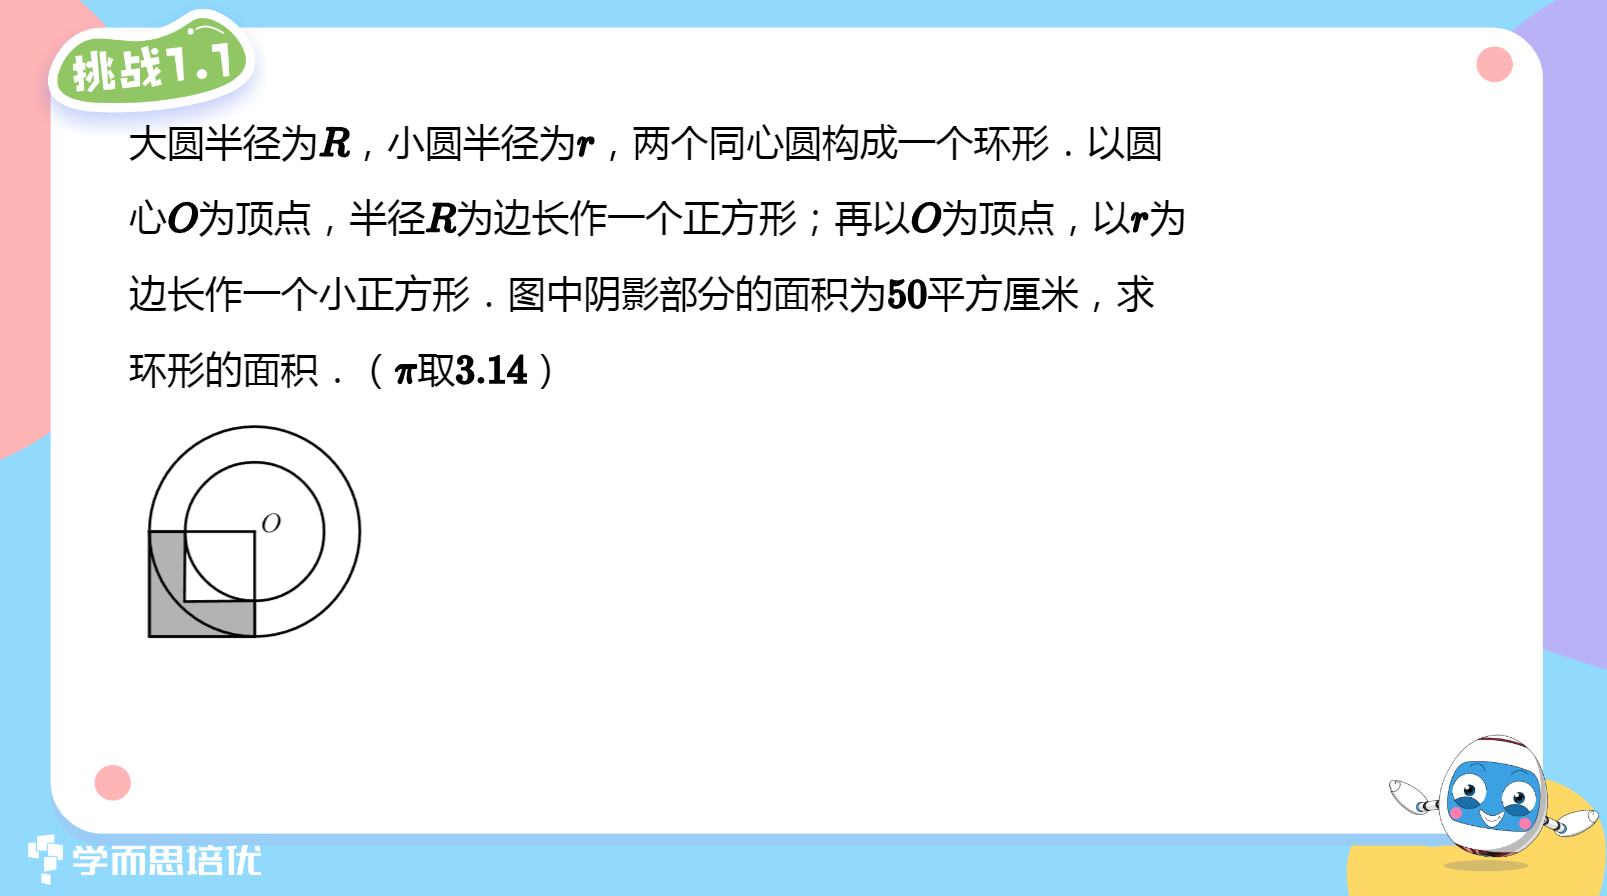 挑战1.1
大圆半径为R，小圆半径为r，两个同心圆构成一个环形．以圆
心O为顶点，半径R为边长作一个正方形；再以O为顶点，以r为
边长作一个小正方形．图中阴影部分的面积为50平方厘米，求
环形的面积．（π取3.14）
O
学而思培优